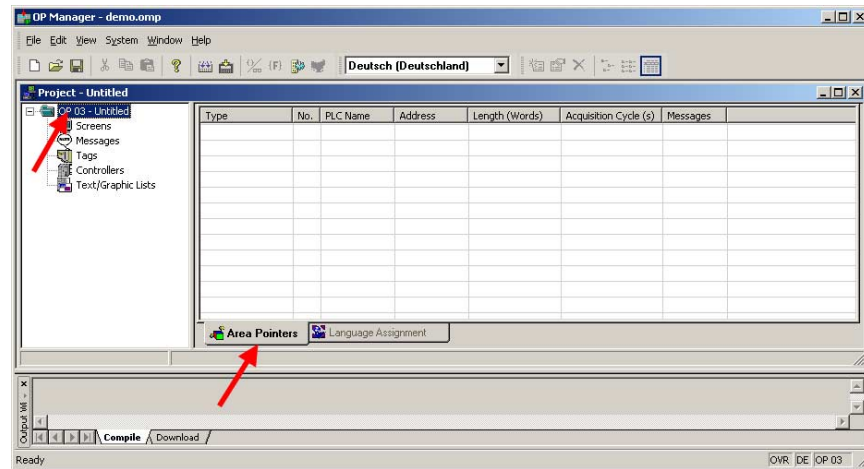 OP Manager - demo.omp
File Edit View System Window Help
Deutsch (Deutschland)
Project - Untitled
OP 03 - Untitled
Screens
Messages
Tags
Controllers
Text/Graphic Lists
Type No. PLC Name Address Length (Words) Acquisition Cycle (s) Messages
Area Pointers Language Assignment
Output Wi
Compile Download
Ready OVR DE OP 03